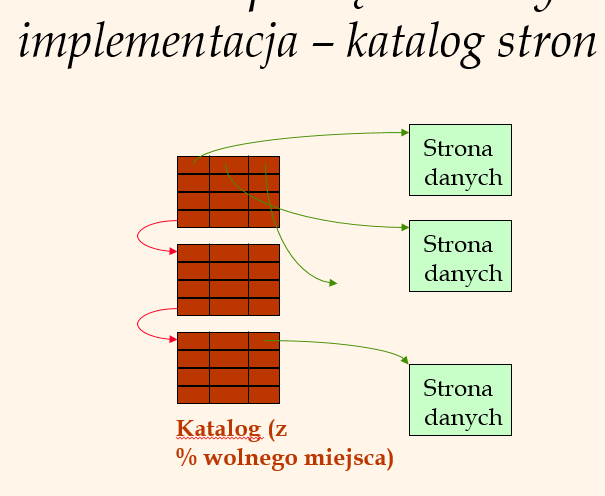 implementacja – katalog stron
Strona
danych
Strona
danych
Strona
danych
Katalog (z
% wolnego miejsca)